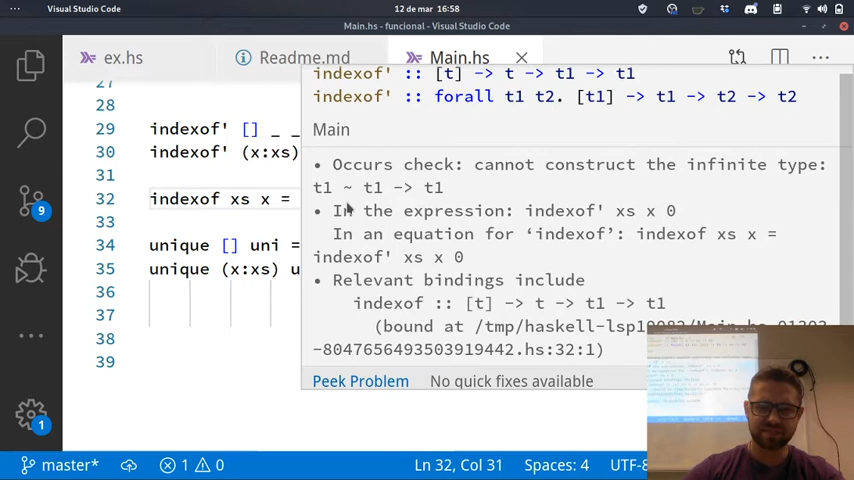 Visual Studio Code
12 de mar 16:58
Main.hs - funcional - Visual Studio Code
ex.hs
Readme.md
Main.hs
27
28
29 indexof' [] _ _
30 indexof' (x:xs)
31
32 indexof xs x =
33
34 unique [] uni =
35 unique (x:xs) u
36
37
38
39
indexof' :: [t] -> t -> t1 -> t1
indexof' :: forall t1 t2. [t1] -> t1 -> t2 -> t2
Main
• Occurs check: cannot construct the infinite type:
t1 ~ t1 -> t1
• In the expression: indexof' xs x 0
In an equation for ‘indexof’: indexof xs x =
indexof' xs x 0
• Relevant bindings include
indexof :: [t] -> t -> t1 -> t1
(bound at
-8047656493503919442.hs:32:1)
Peek Problem
No quick fixes available
9
1
master*
1
0
Ln 32, Col 31
Spaces: 4